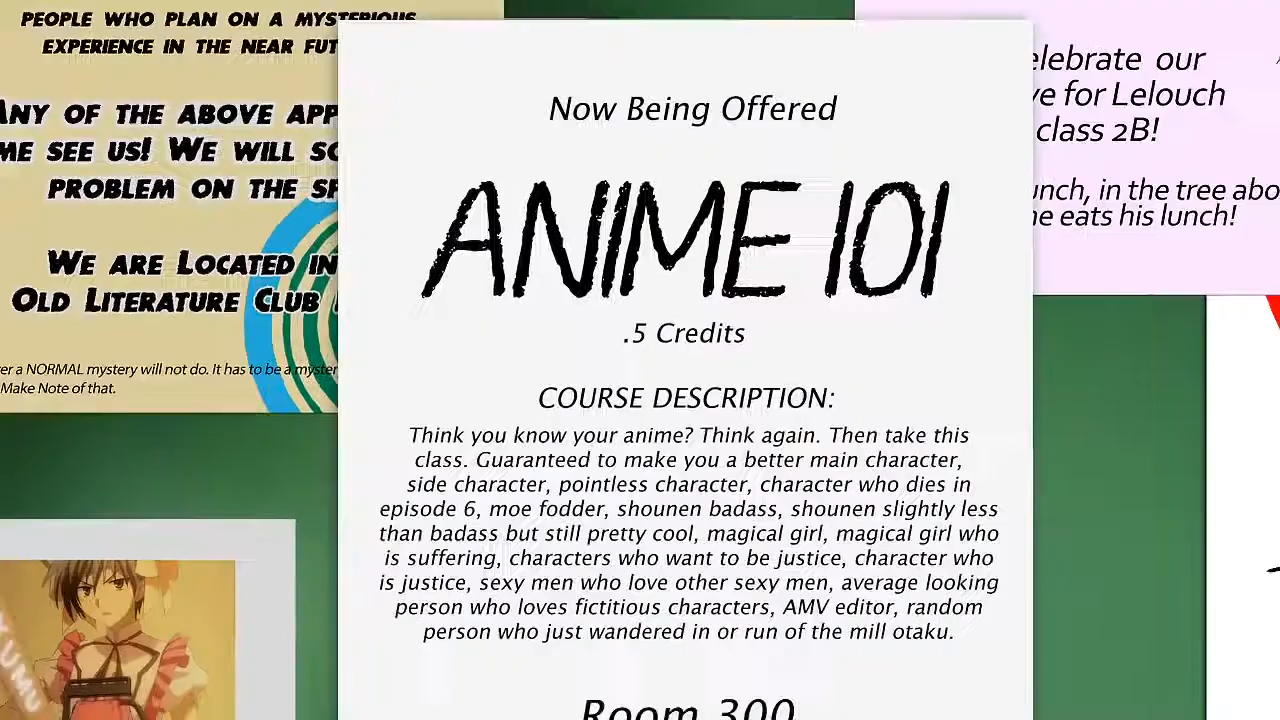 PEOPLE WHO PLAN ON A MYSTERIOUS
EXPERIENCE IN THE NEAR
ANY OF THE ABOVE
ME SEE US! WE WILL
PROBLEM ON THE
WE ARE LOCATED IN
OLD LITERATURE CLUB
a NORMAL mystery will not do. It has to be a
Make Note of that.
Now Being Offered
ANIME 101
.5 Credits
COURSE DESCRIPTION:
Think you know your anime? Think again. Then take this
class. Guaranteed to make you a better main character,
side character, pointless character, character who dies in
episode 6, moe fodder, shounen badass, shounen slightly less
than badass but still pretty cool, magical girl, magical girl who
is suffering, characters who want to be justice, character who
is justice, sexy men who love other sexy men, average looking
person who loves fictitious characters, AMV editor, random
person who just wandered in or run of the mill otaku.
Room 300
elebrate our
ve for Lelouch
class 2B!
unch, in the tree abo
he eats his lunch!